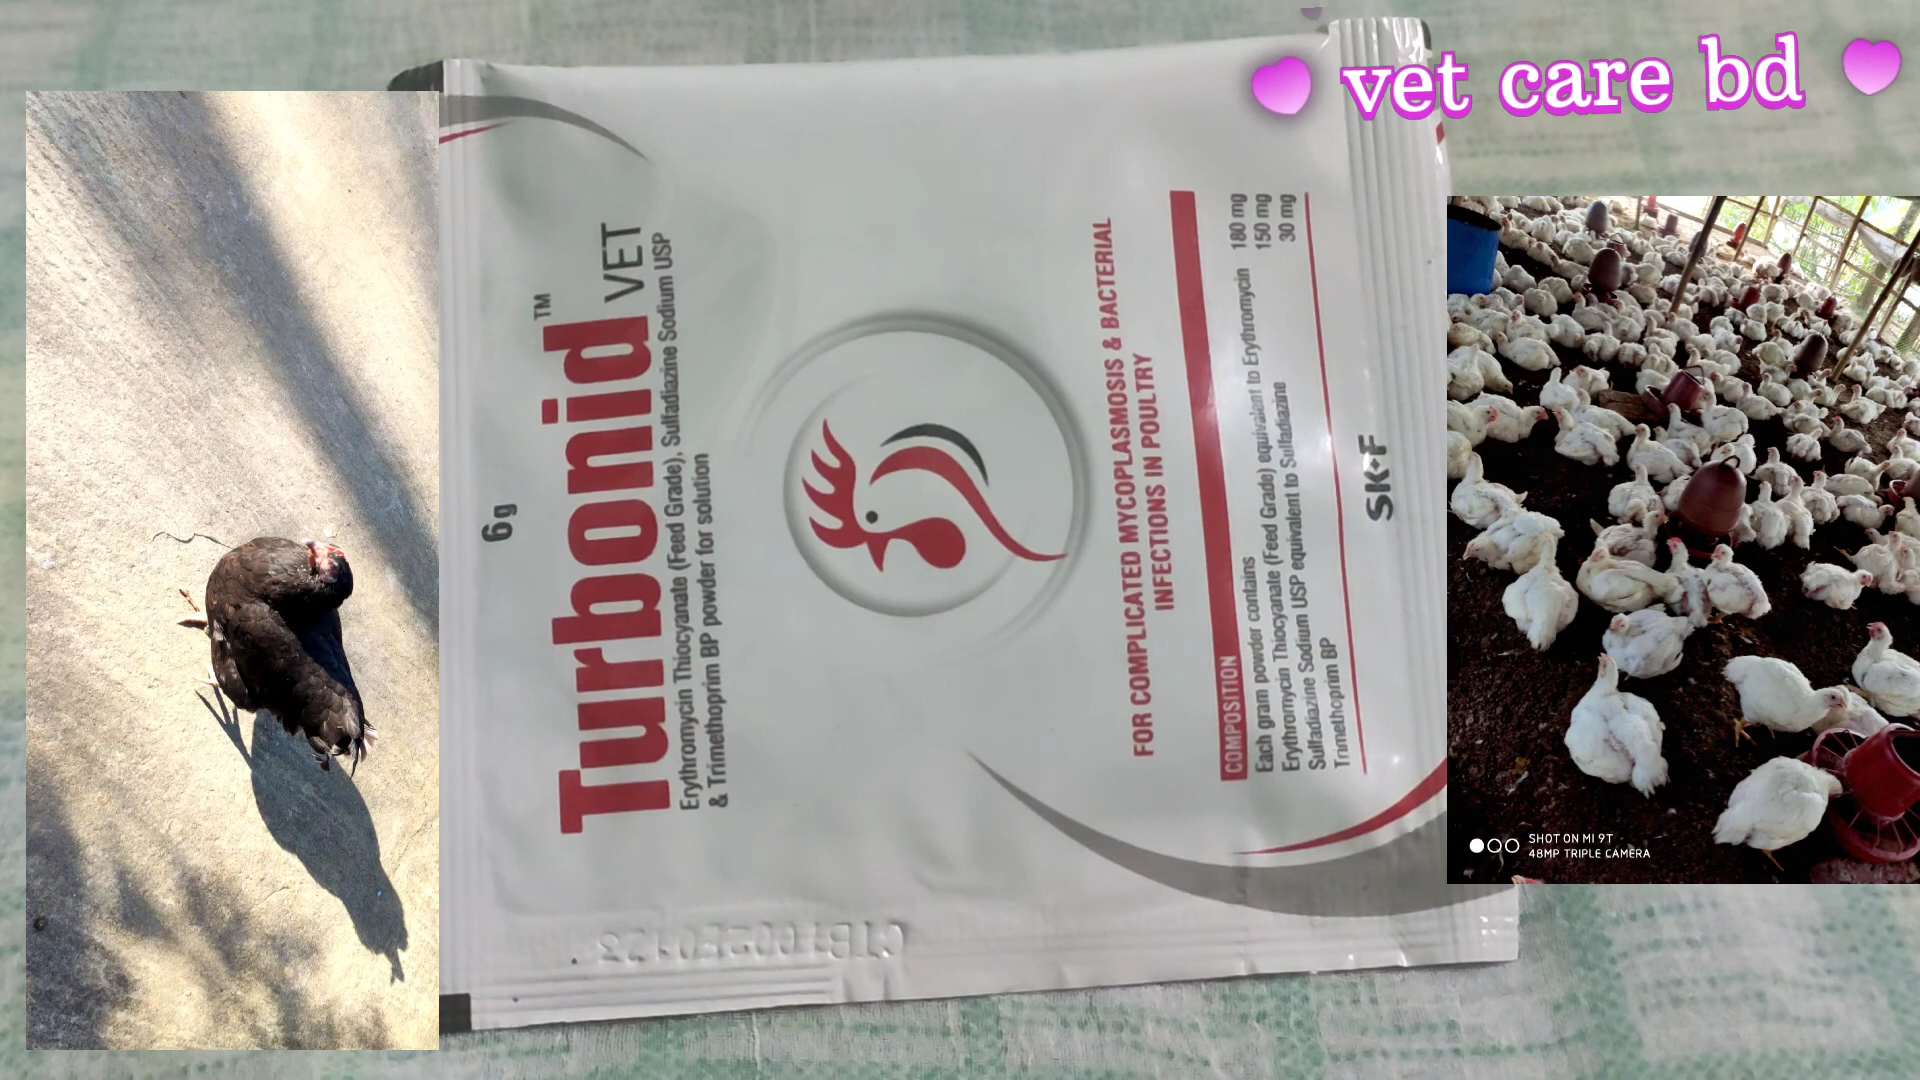 vet care bd
6g
Turbonid™ VET
Erythromycin Thiocyanate (Feed Grade), Sulfadiazine Sodium USP
& Trimethoprim BP powder for solution
FOR COMPLICATED MYCOPLASMOSIS & BACTERIAL
INFECTIONS IN POULTRY
COMPOSITION
Each gram powder contains
Erythromycin Thiocyanate (Feed Grade) equivalent to Erythromycin 180 mg
Sulfadiazine Sodium USP equivalent to Sulfadiazine 150 mg
Trimethoprim BP 30 mg
SK+F
SHOT ON MI 9T
48MP TRIPLE CAMERA